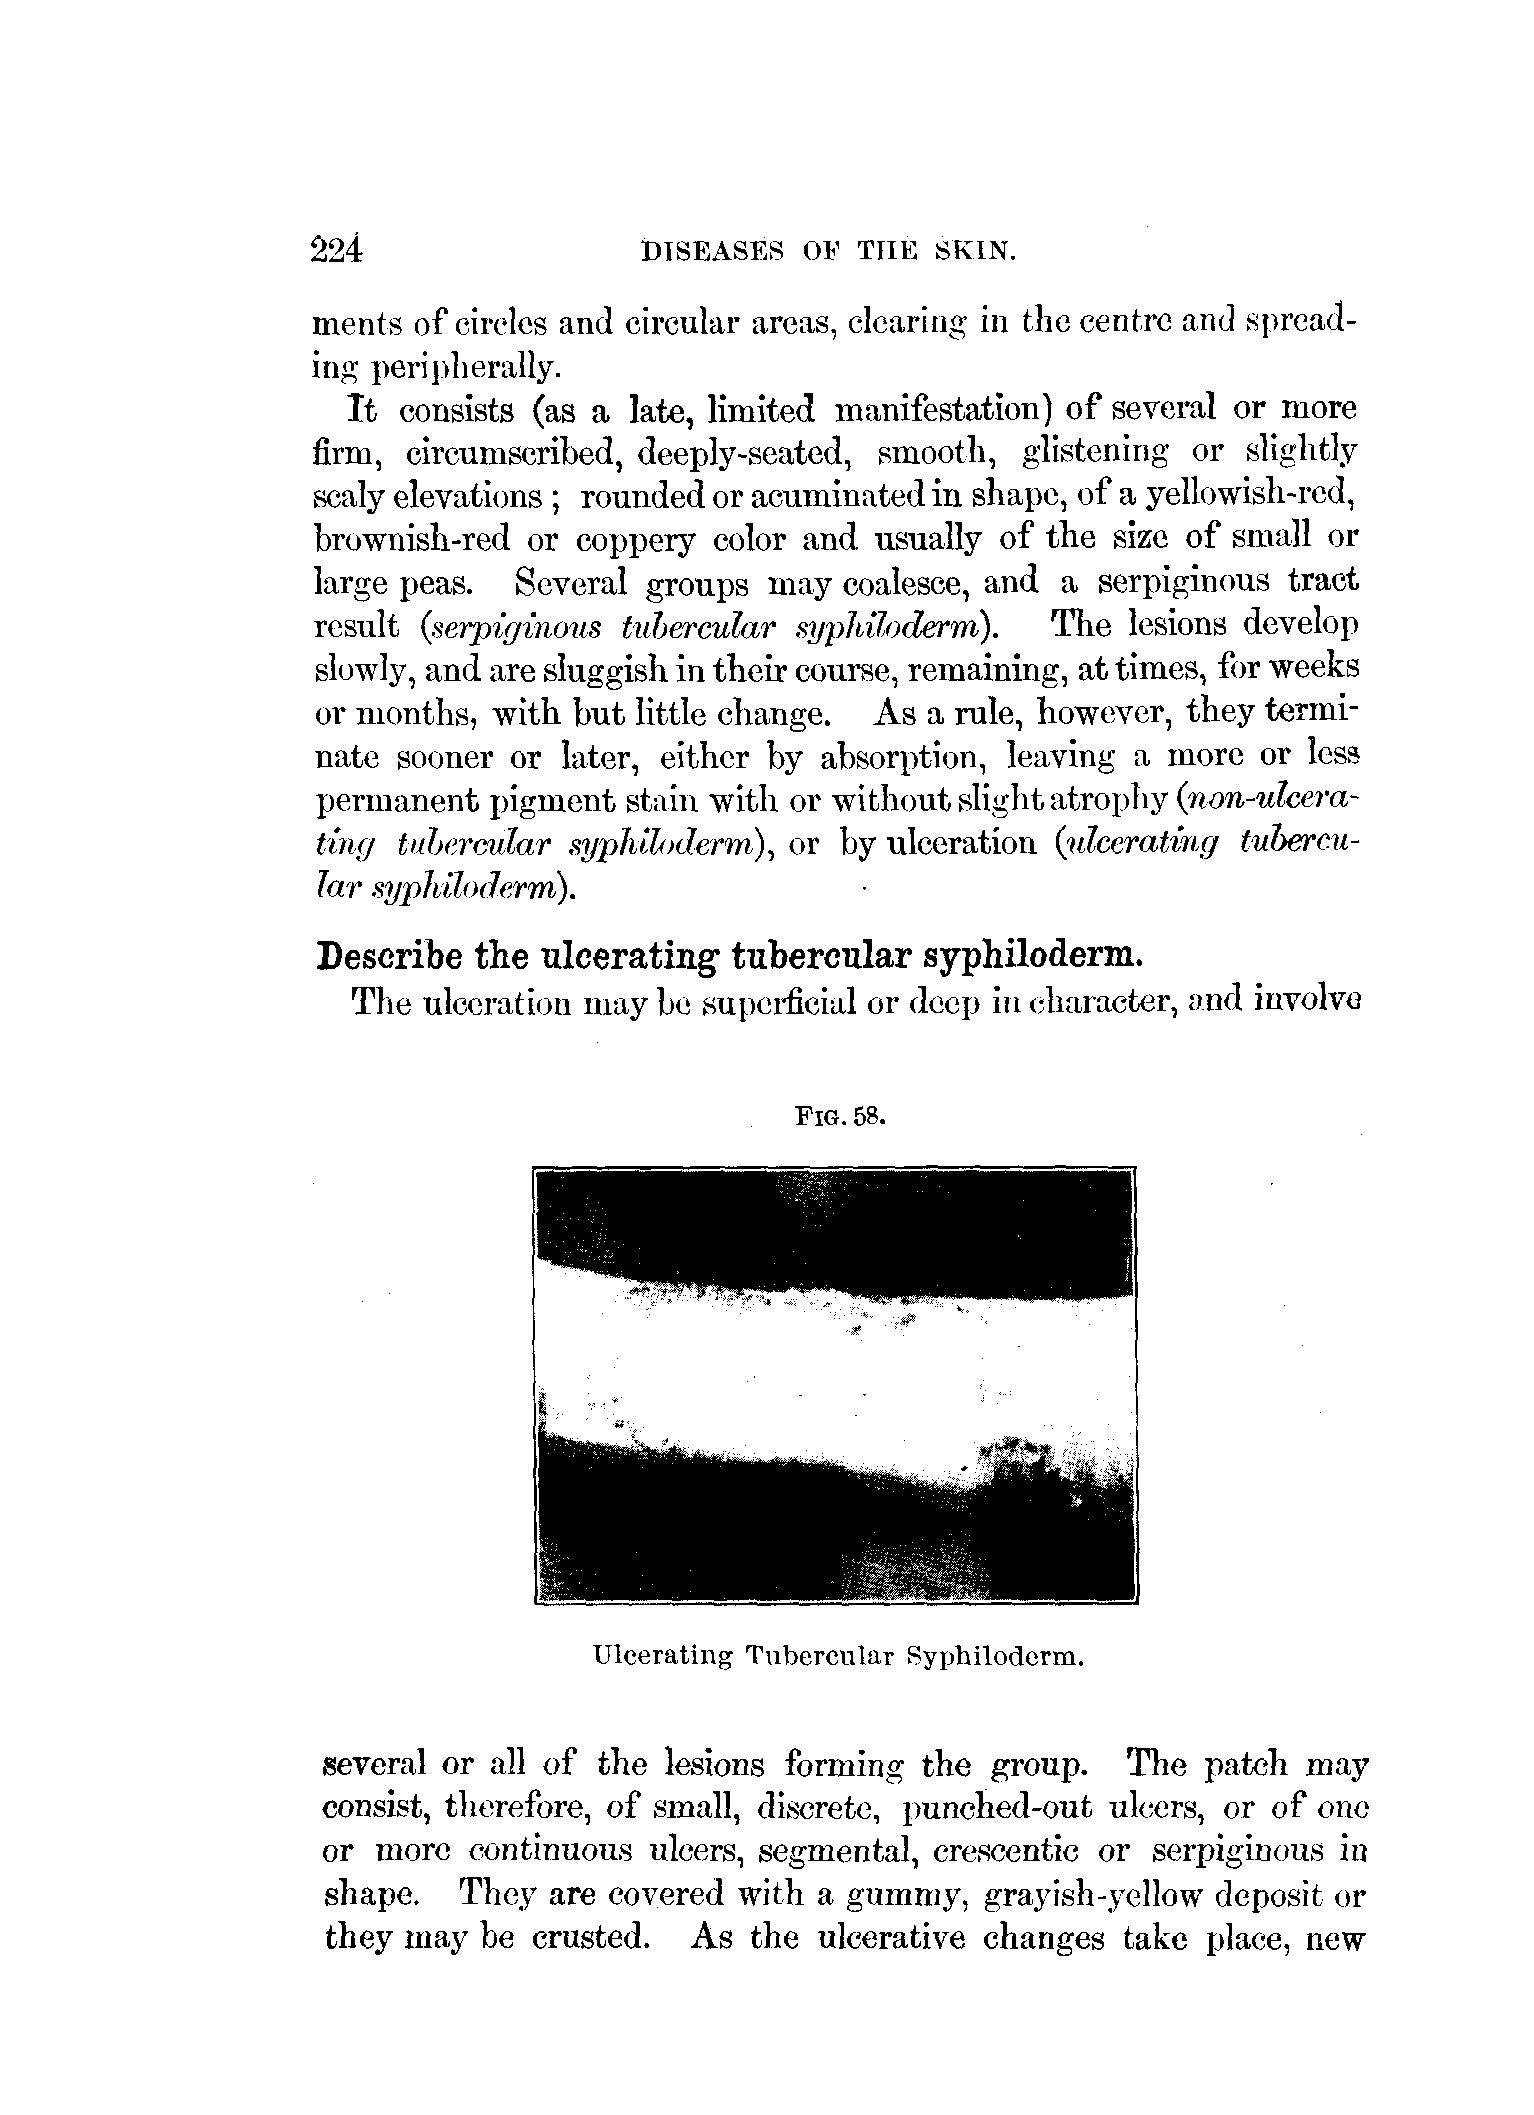 224 DISEASES OF THE SKIN.
ments of circles and circular areas, clearing in the centre and spread-
ing peripherally.
It consists (as a late, limited manifestation) of several or more
firm, circumscribed, deeply-seated, smooth, glistening or slightly
scaly elevations ; rounded or acuminated in shape, of a yellowish-red,
brownish-red or coppery color and usually of the size of small or
large peas. Several groups may coalesce, and a serpiginous tract
result (serpiginous tubercular syphiloderm). The lesions develop
slowly, and are sluggish in their course, remaining, at times, for weeks
or months, with but little change. As a rule, however, they termi-
nate sooner or later, either by absorption, leaving a more or less
permanent pigment stain with or without slight atrophy (non-ulcera-
ting tubercular syphiloderm), or by ulceration (ulcerating tubercu-
lar syphiloderm).
Describe the ulcerating tubercular syphiloderm.
The ulceration may be superficial or deep in character, and involve
FIG. 58.
Ulcerating Tubercular Syphiloderm.
several or all of the lesions forming the group. The patch may
consist, therefore, of small, discrete, punched-out ulcers, or of one
or more continuous ulcers, segmental, crescentic or serpiginous in
shape. They are covered with a gummy, grayish-yellow deposit or
they may be crusted. As the ulcerative changes take place, new